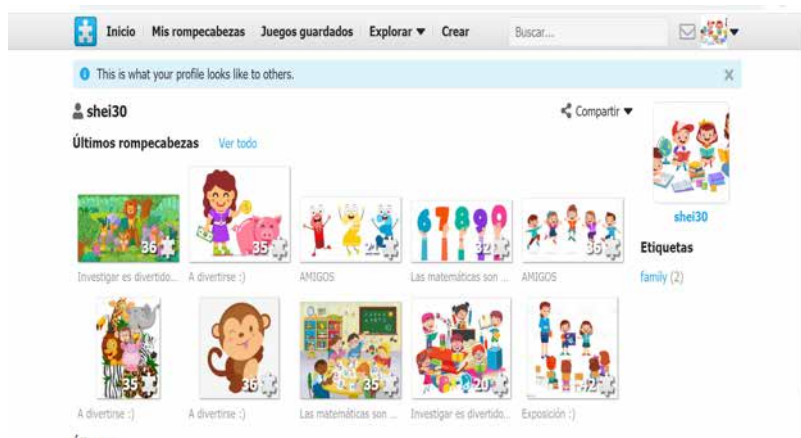 Inicio Mis rompecabezas Juegos guardados Explorar ▼ Crear Buscar...
This is what your profile looks like to others. X
shei30 Compartir ▼
Últimos rompecabezas Ver todo
36 35 32 36
Investigar es divertido... A divertirse :) AMIGOS Las matemáticas son ... AMIGOS
shei30
Etiquetas
family (2)
35 36 35 120 42
A divertirse :) A divertirse :) Las matemáticas son ... Investigar es divertido... Exposición :)